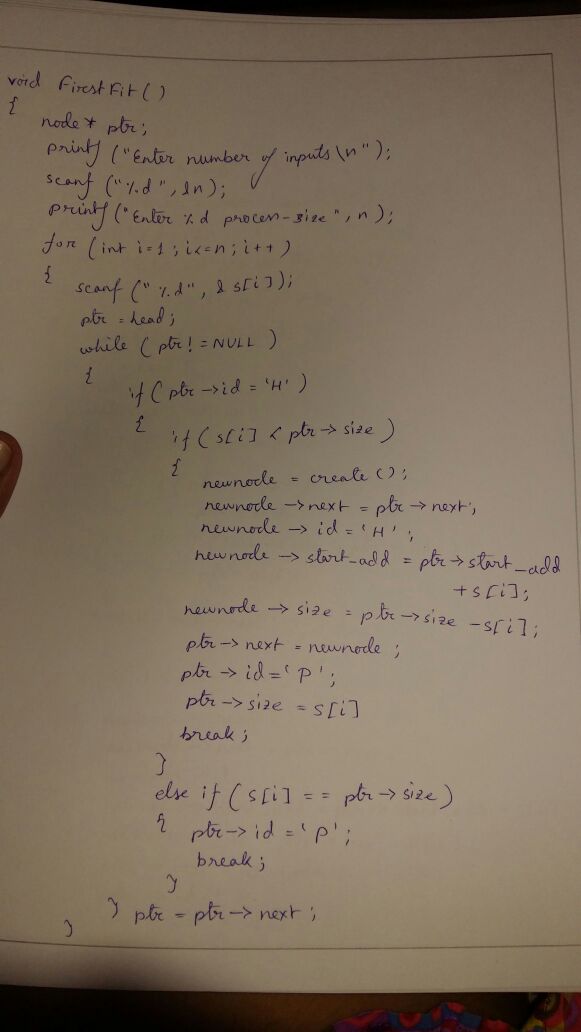 void FirstFit()
{
node* ptr;
printf ("Enter number of inputs \n");
scanf ("%d", &n);
printf ("Enter %d process-size", n);
for (int i=1; i<=n; i++)
{
scanf ("%d", & s[i]);
ptr = head;
while (ptr != NULL)
{
if (ptr->id = 'H')
{
if (s[i] < ptr->size)
{
newnode = create ();
newnode ->next = ptr->next;
newnode -> id = 'H' ;
newnode -> start_add = ptr->start_add
+ s[i];
newnode -> size = ptr->size - s[i];
ptr-> next = newnode ;
ptr -> id = 'P' ;
ptr -> size = s[i]
break;
}
else if (s[i] == ptr->size)
{
ptr-> id = 'P';
break;
}
} ptr = ptr-> next ;
}